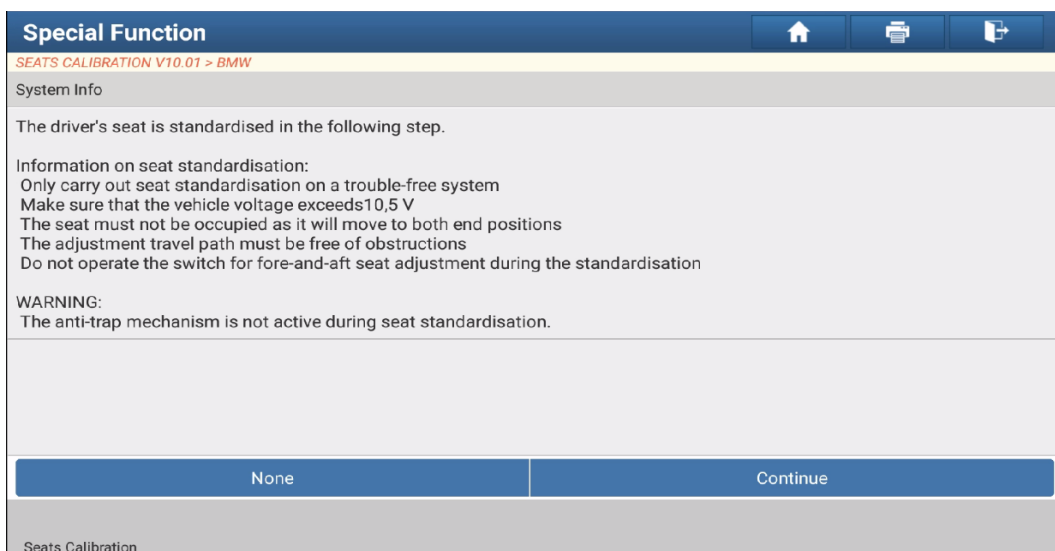 Special Function
SEATS CALIBRATION V10.01 > BMW
System Info
The driver's seat is standardised in the following step.
Information on seat standardisation:
Only carry out seat standardisation on a trouble-free system
Make sure that the vehicle voltage exceeds10,5 V
The seat must not be occupied as it will move to both end positions
The adjustment travel path must be free of obstructions
Do not operate the switch for fore-and-aft seat adjustment during the standardisation
WARNING:
The anti-trap mechanism is not active during seat standardisation.
None
Continue
Seats Calibration